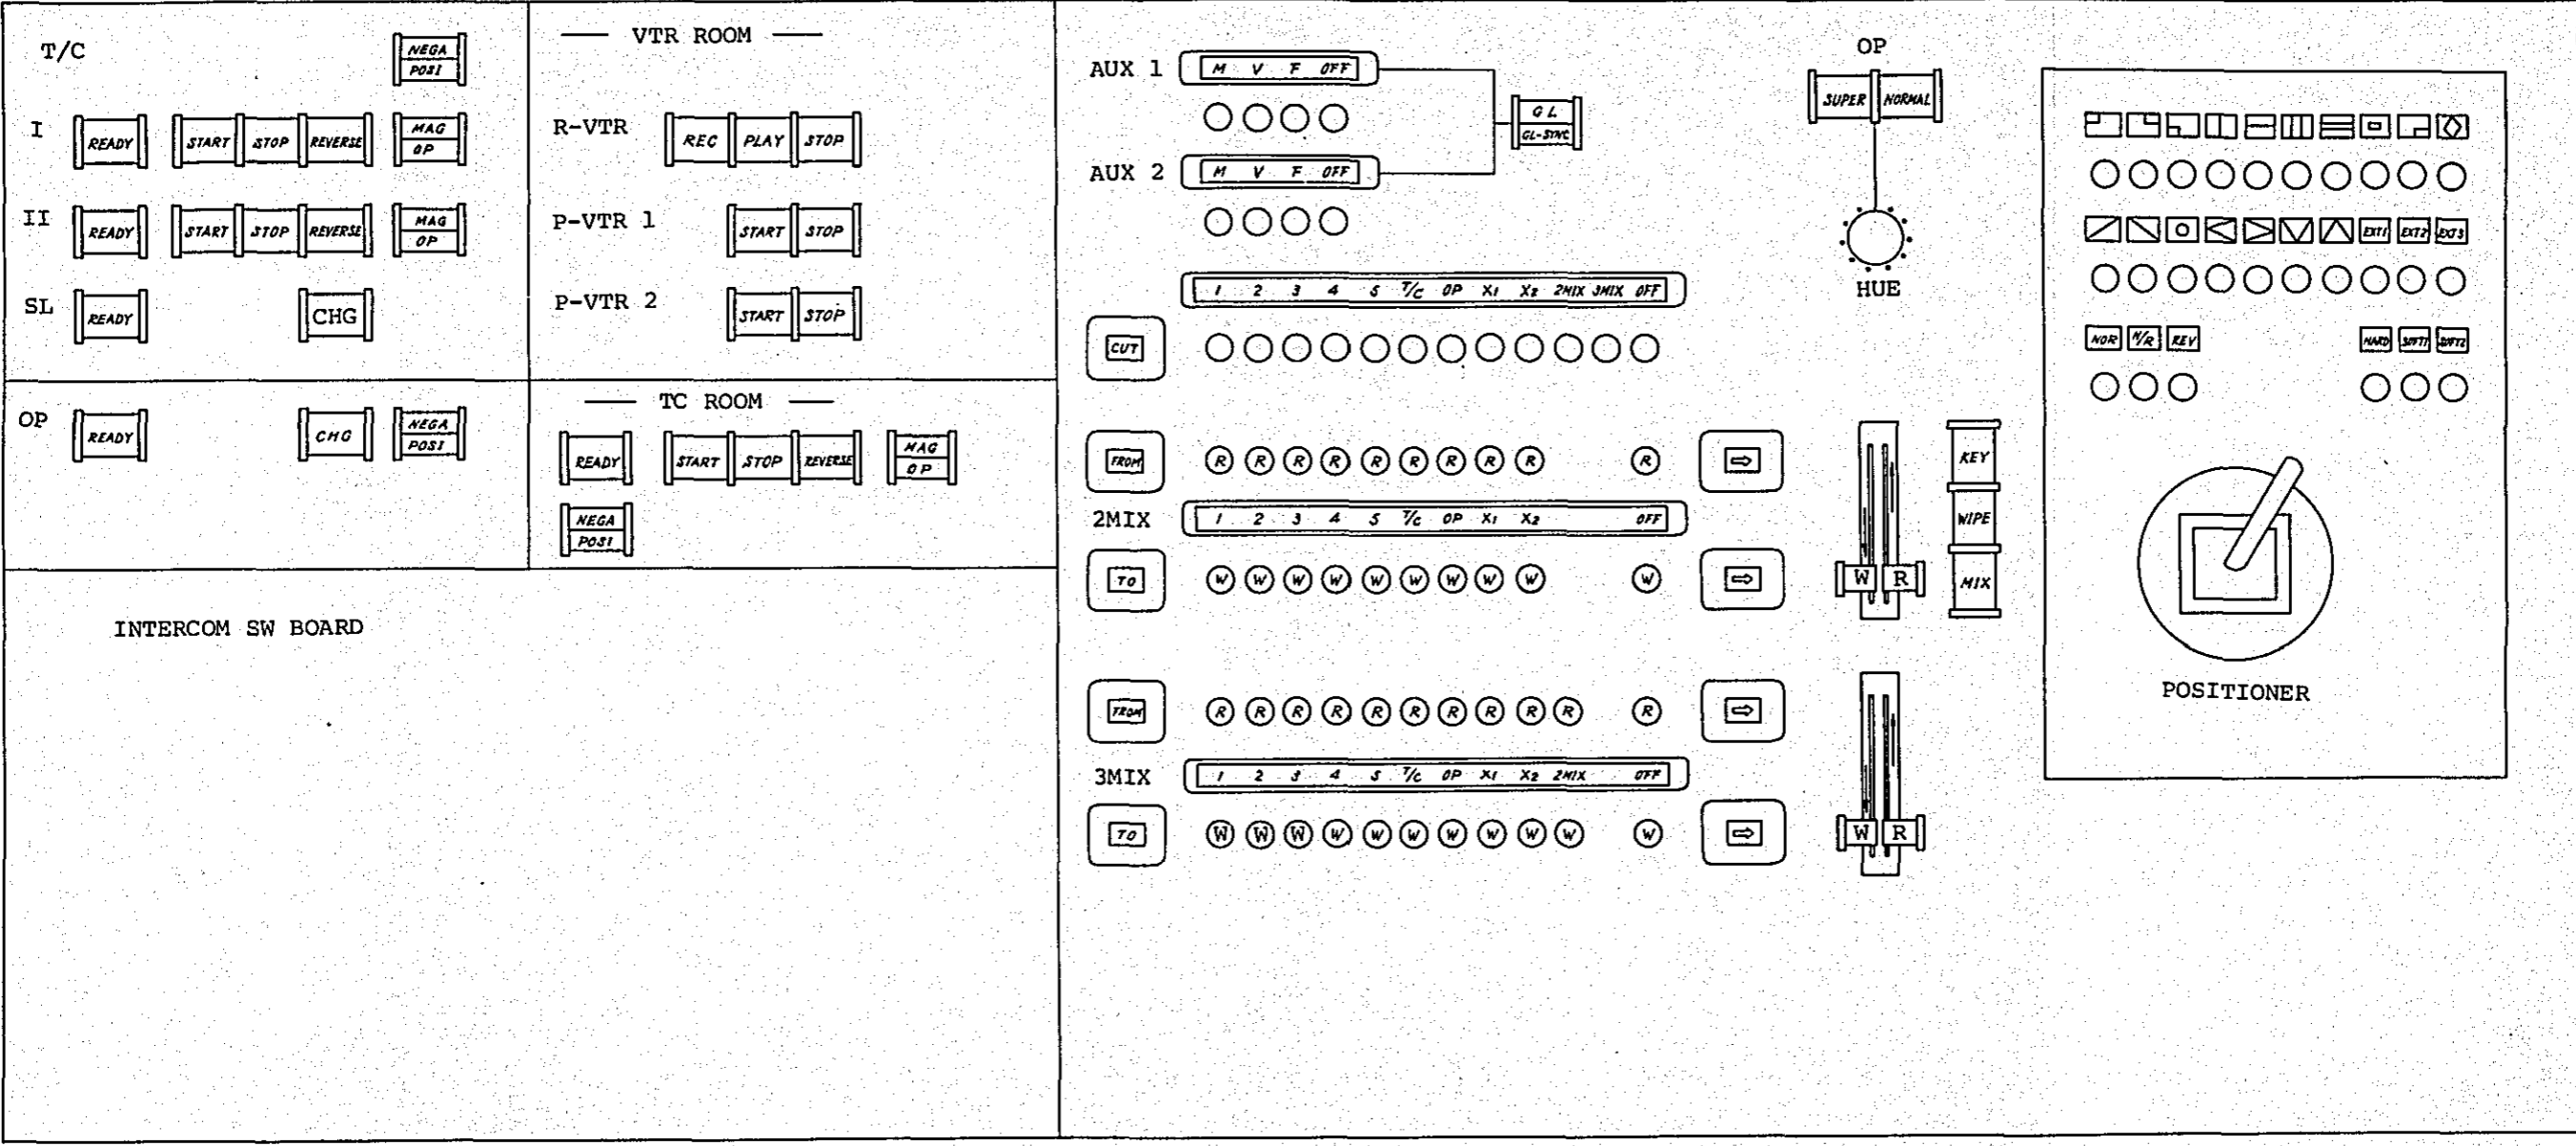 T/C
NEGA
POSI
I
READY
START STOP REVERSE
MAG
OP
II
READY
START STOP REVERSE
MAG
OP
SL
READY
CHG
OP
READY
CHG
NEGA
POSI
INTERCOM SW BOARD
VTR ROOM
R-VTR
REC PLAY STOP
P-VTR 1
START STOP
P-VTR 2
START STOP
TC ROOM
READY
START STOP REVERSE
MAG
OP
NEGA
POSI
AUX 1
M V F OFF
GL
GL-SYNC
AUX 2
M V F OFF
1 2 3 4 5 T/C OP X1 X2 2MIX 3MIX OFF
CUT
FROM
R R R R R R R R R R
2MIX
1 2 3 4 5 T/C OP X1 X2 OFF
TO
W W W W W W W W W W
FROM
R R R R R R R R R R R
3MIX
1 2 3 4 5 T/C OP X1 X2 2MIX OFF
TO
W W W W W W W W W W W
OP
SUPER NORMAL
HUE
KEY
WIPE
MIX
W R
W R
EXT1 EXT2 EXT3
NOR N/R REV
HARD SOFT1 SOFT2
POSITIONER